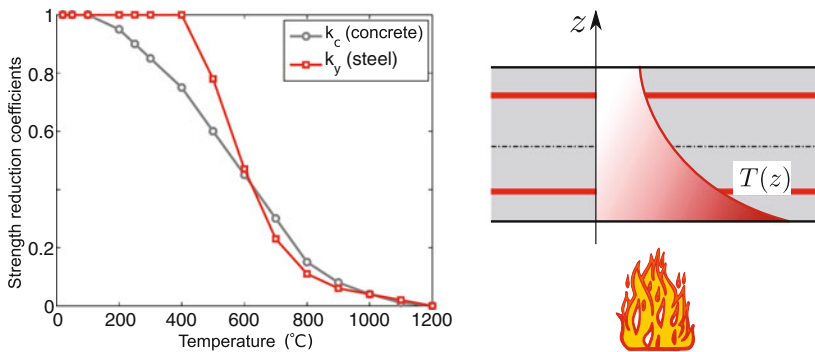 Strength reduction coefficients
1
0.8
0.6
0.2
0
k_c (concrete)
k_y (steel)
0 200 400 600 800 1000 1200
Temperature (°C)
z
T(z)